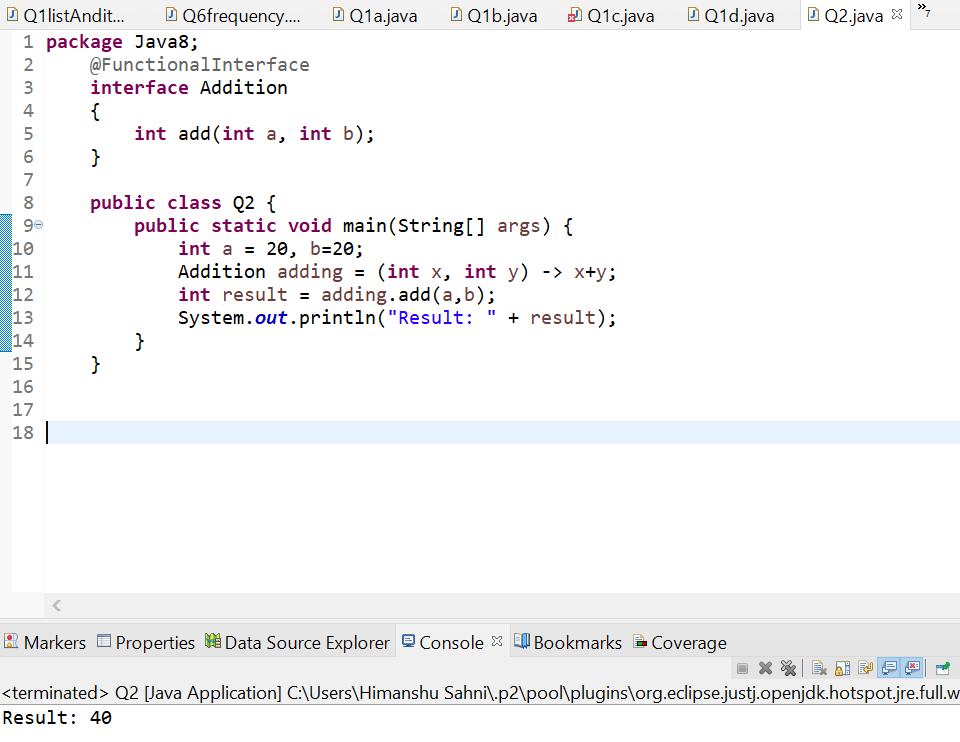 Q1listAndit... Q6frequency.... Q1a.java Q1b.java Q1c.java Q1d.java Q2.java »7
1 package Java8;
2 @FunctionalInterface
3 interface Addition
4 {
5 int add(int a, int b);
6 }
7
8 public class Q2 {
9 public static void main(String[] args) {
10 int a = 20, b=20;
11 Addition adding = (int x, int y) -> x+y;
12 int result = adding.add(a,b);
13 System.out.println("Result: " + result);
14 }
15 }
16
17
18
Markers Properties Data Source Explorer Console Bookmarks Coverage
<terminated> Q2 [Java Application] C:\Users\Himanshu Sahni\.p2\pool\plugins\org.eclipse.justj.openjdk.hotspot.jre.full.w
Result: 40